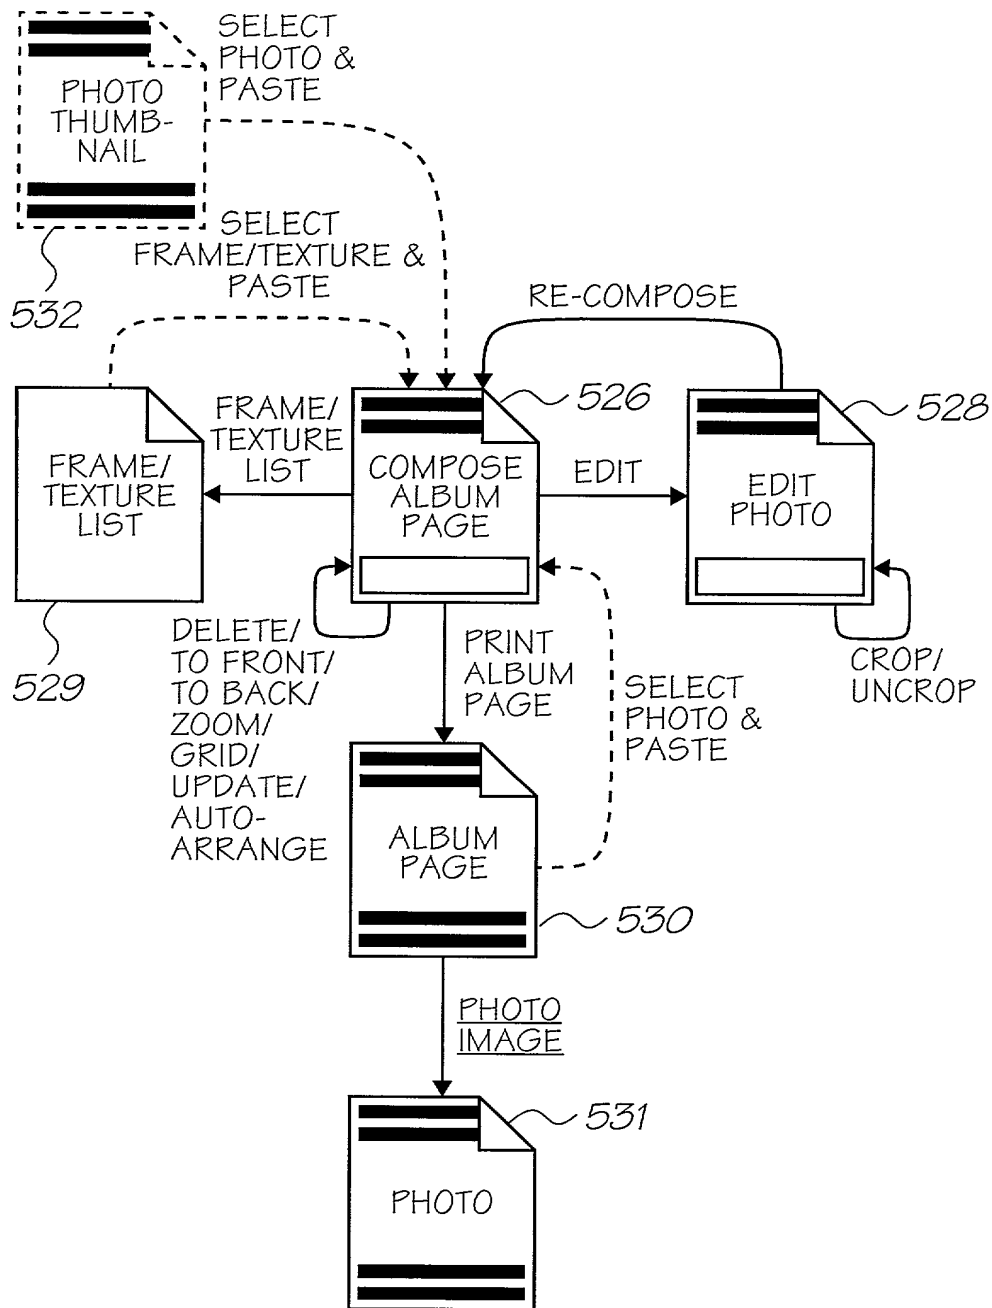 SELECT
PHOTO &
PASTE
PHOTO
THUMB-
NAIL
532
SELECT
FRAME/TEXTURE &
PASTE
RE-COMPOSE
526
528
FRAME/
TEXTURE
LIST
FRAME/
TEXTURE
LIST
529
COMPOSE
ALBUM
PAGE
EDIT
EDIT
PHOTO
DELETE/
TO FRONT/
TO BACK/
ZOOM/
GRID/
UPDATE/
AUTO-
ARRANGE
PRINT
ALBUM
PAGE
SELECT
PHOTO &
PASTE
CROP/
UNCROP
ALBUM
PAGE
530
PHOTO
IMAGE
531
PHOTO